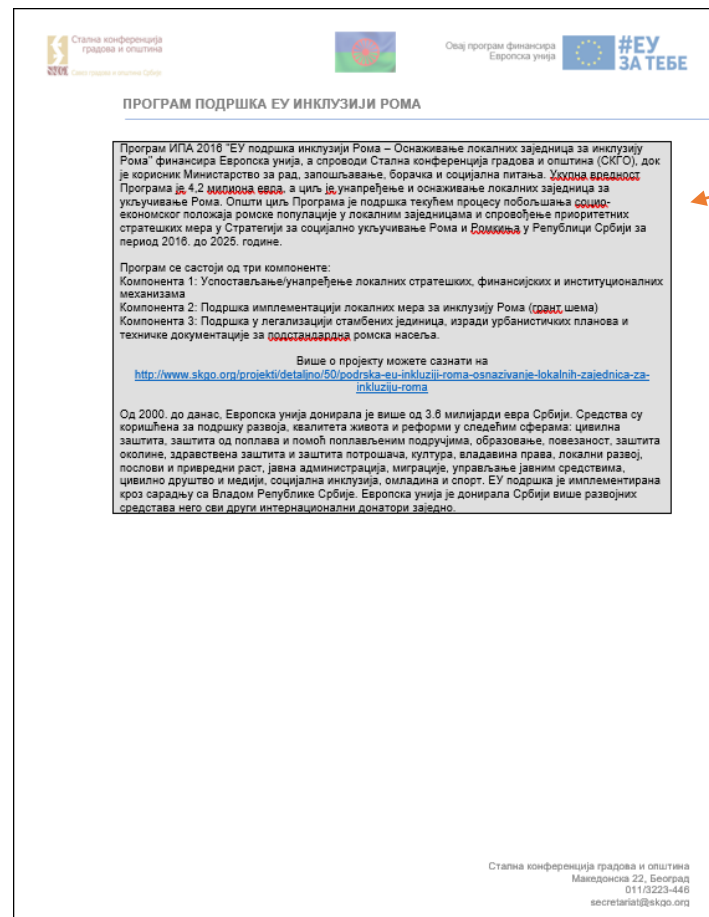 Стална конференција
градова и општина
Савез градова и општина Србије
Овај програм финансира
Европска унија
#ЕУ
ЗА ТЕБЕ
ПРОГРАМ ПОДРШКА ЕУ ИНКЛУЗИЈИ РОМА
Програм ИПА 2016 "ЕУ подршка инклузији Рома – Оснаживање локалних заједница за инклузију
Рома" финансира Европска унија, а спроводи Стална конференција градова и општина (СКГО), док
је корисник Министарство за рад, запошљавање, борачка и социјална питања. Укупна вредност
Програма је 4,2 милиона евра, а циљ је унапређење и оснаживање локалних заједница за
укључивање Рома. Општи циљ Програма је подршка текућем процесу побољшања социо-
економског положаја ромске популације у локалним заједницама и спровођење приоритетних
стратешких мера у Стратегији за социјално укључивање Рома и Ромкиња у Републици Србији за
период 2016. до 2025. године.
Програм се састоји од три компоненте:
Компонента 1: Успостављање/унапређење локалних стратешких, финансијских и институционалних
механизама
Компонента 2: Подршка имплементацији локалних мера за инклузију Рома (грант шема)
Компонента 3: Подршка у легализацији стамбених јединица, изради урбанистичких планова и
техничке документације за подстандардна ромска насеља.
Више о пројекту можете сазнати на
http://www.skgo.org/projekti/detaljno/50/podrska-eu-inkluziji-roma-osnazivanje-lokalnih-zajednica-za-
inkluziju-roma
Од 2000. до данас, Европска унија донирала је више од 3.6 милијарди евра Србији. Средства су
коришћена за подршку развоја, квалитета живота и реформи у следећим сферама: цивилна
заштита, заштита од поплава и помоћ поплављеним подручјима, образовање, повезаност, заштита
околине, здравствена заштита и заштита потрошача, култура, владавина права, локални развој,
послови и привредни раст, јавна администрација, миграције, управљање јавним средствима,
цивилно друштво и медији, социјална инклузија, омладина и спорт. ЕУ подршка је имплементирана
кроз сарадњу са Владом Републике Србије. Европска унија је донирала Србији више развојних
средстава него сви други интернационални донатори заједно.
Стална конференција градова и општина
Македонска 22, Београд
011/3223-446
secretariat@skgo.org